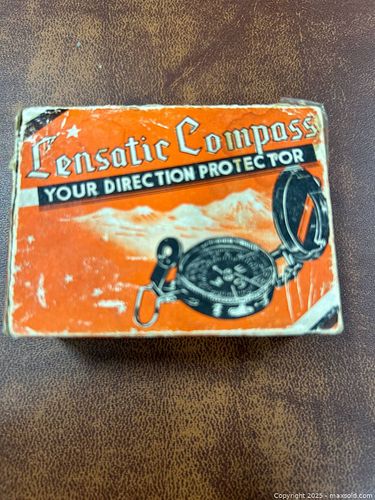 Lensatic Compass
YOUR DIRECTION PROTECTOR
Copyright © 2025 - maxsold.com